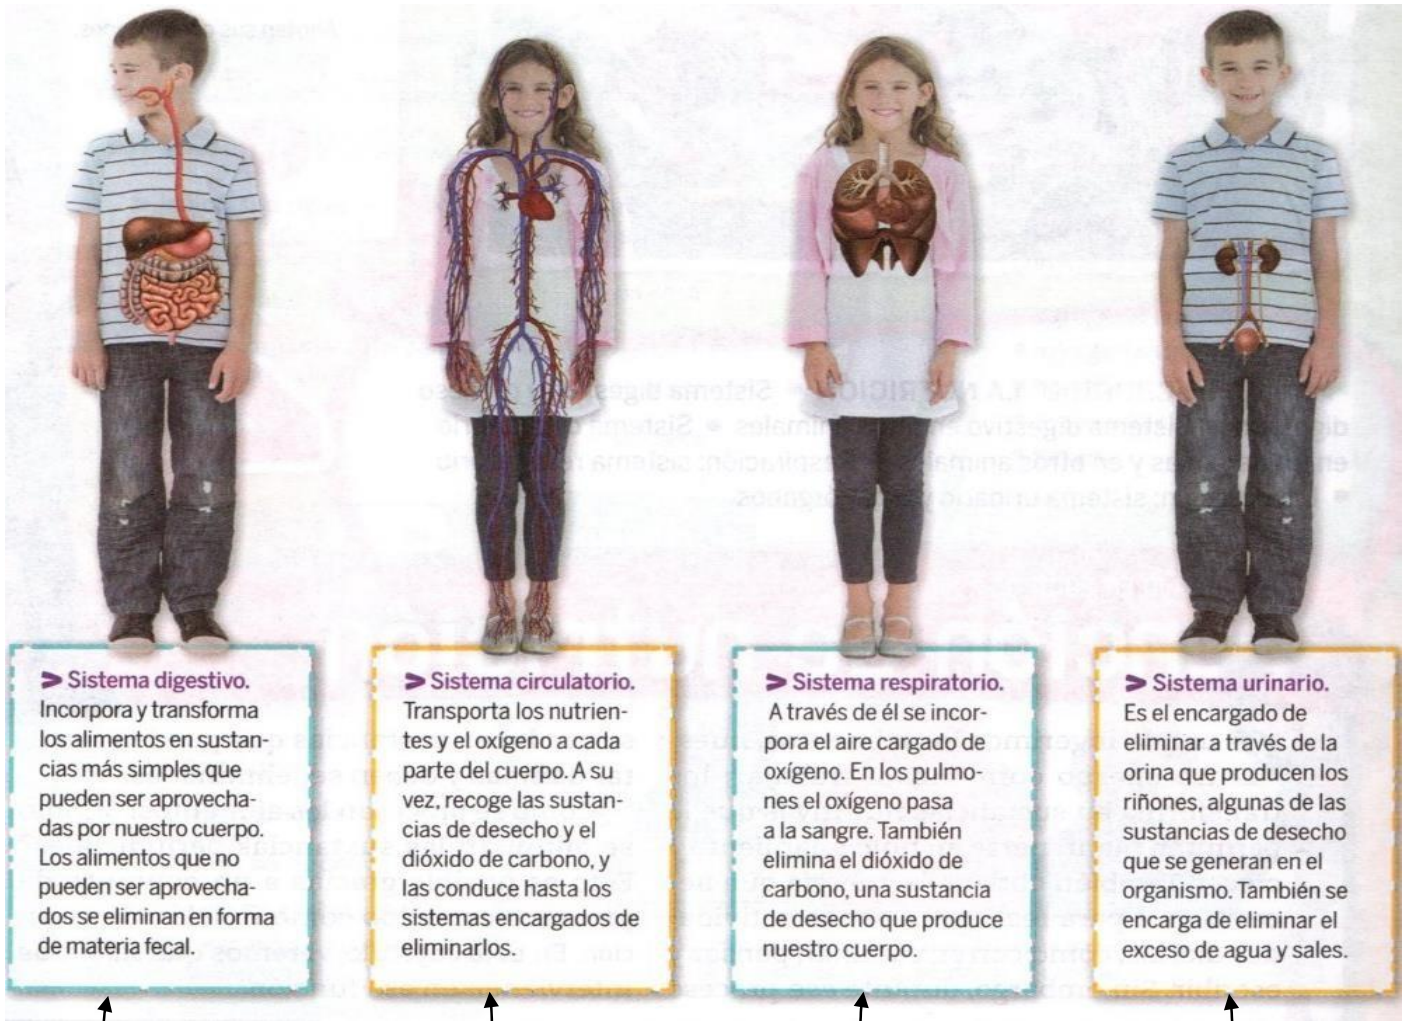 > Sistema digestivo.
Incorpora y transforma
los alimentos en sustan-
cias más simples que
pueden ser aprovecha-
das por nuestro cuerpo.
Los alimentos que no
pueden ser aprovecha-
dos se eliminan en forma
de materia fecal.
> Sistema circulatorio.
Transporta los nutrien-
tes y el oxígeno a cada
parte del cuerpo. A su
vez, recoge las sustan-
cias de desecho y el
dióxido de carbono, y
las conduce hasta los
sistemas encargados de
eliminarlos.
> Sistema respiratorio.
A través de él se incor-
pora el aire cargado de
oxígeno. En los pulmo-
nes el oxígeno pasa
a la sangre. También
elimina el dióxido de
carbono, una sustancia
de desecho que produce
nuestro cuerpo.
> Sistema urinario.
Es el encargado de
eliminar a través de la
orina que producen los
riñones, algunas de las
sustancias de desecho
que se generan en el
organismo. También se
encarga de eliminar el
exceso de agua y sales.